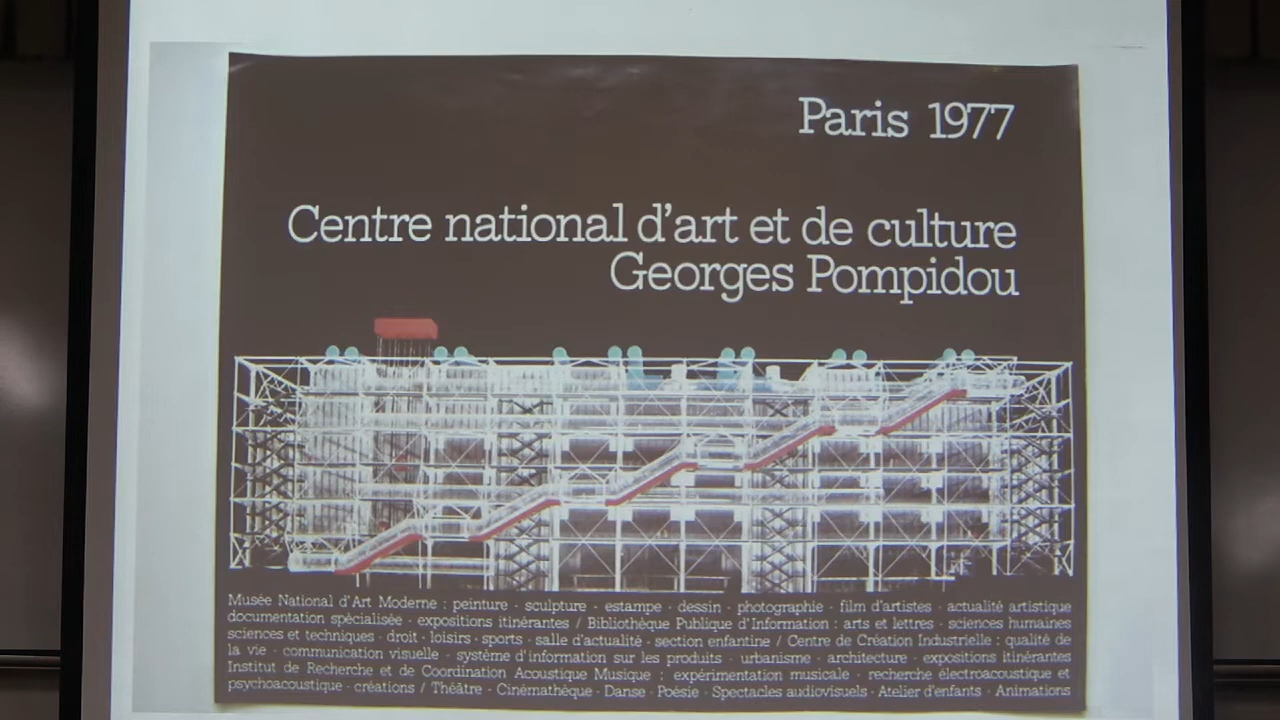 Paris 1977
Centre national d'art et de culture
Georges Pompidou
Musée National d'Art Moderne : peinture · sculpture · estampe · dessin · photographie · film d'artistes · actualité artistique
documentation spécialisée · expositions itinérantes / Bibliothèque Publique d'Information : arts et lettres · sciences humaines
sciences et techniques · droit · loisirs · sports · salle d'actualité · section enfantine / Centre de Création Industrielle : qualité de
la vie · communication visuelle · système d'information sur les produits · urbanisme · architecture · expositions itinérantes
Institut de Recherche et de Coordination Acoustique Musique : expérimentation musicale · recherche électroacoustique et
psychoacoustique · créations / Théâtre · Cinémathèque · Danse · Poésie · Spectacles audiovisuels · Atelier d'enfants · Animations